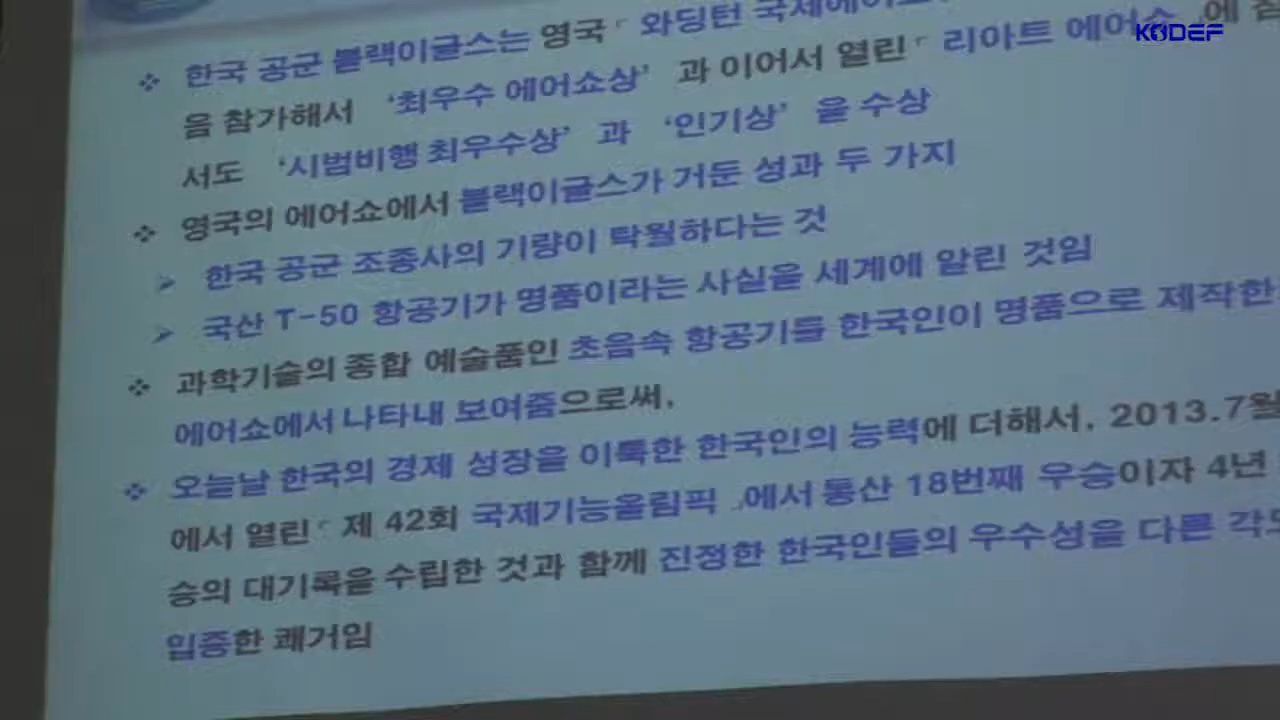 KODEF
❖ 한국 공군 블랙이글스는 영국「 와딩턴 국제에어쇼
음 참가해서 ‘최우수 에어쇼상’ 과 이어서 열린「 리아트 에어쇼 」에
서도 ‘시범비행 최우수상’ 과 ‘인기상’ 을 수상
❖ 영국의 에어쇼에서 블랙이글스가 거둔 성과 두 가지
➢ 한국 공군 조종사의 기량이 탁월하다는 것
➢ 국산 T-50 항공기가 명품이라는 사실을 세계에 알린 것임
❖ 과학기술의 종합 예술품인 초음속 항공기를 한국인이 명품으로 제작한
에어쇼에서 나타내 보여줌으로써,
❖ 오늘날 한국의 경제 성장을 이룩한 한국인의 능력에 더해서, 2013.7월
에서 열린「 제 42회 국제기능올림픽 」에서 통산 18번째 우승이자 4년
승의 대기록을 수립한 것과 함께 진정한 한국인들의 우수성을 다른 각도
입증한 쾌거임